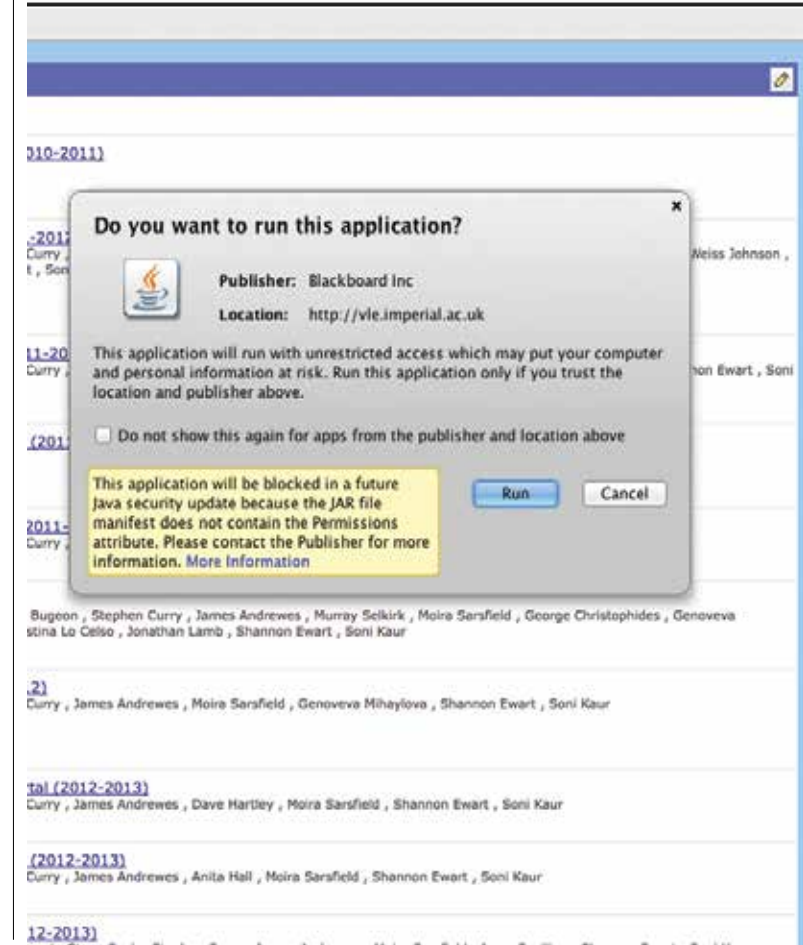 010-2011)
-2012
Curry ,
Weiss Johnson ,
t , Son
Do you want to run this application?
Publisher: Blackboard Inc
Location: http://vle.imperial.ac.uk
This application will run with unrestricted access which may put your computer
and personal information at risk. Run this application only if you trust the
location and publisher above.
Do not show this again for apps from the publisher and location above
This application will be blocked in a future
Java security update because the JAR file
manifest does not contain the Permissions
attribute. Please contact the Publisher for more
information. More Information
Run
Cancel
11-20
Curry ,
non Ewart , Soni
(201
2011-
Curry ,
Bugeon , Stephen Curry , James Andrewes , Murray Selkirk , Moira Sarsfield , George Christophides , Genoveva
stina Lo Celso , Jonathan Lamb , Shannon Ewart , Soni Kaur
.2)
Curry , James Andrewes , Moira Sarsfield , Genoveva Mihaylova , Shannon Ewart , Soni Kaur
tal (2012-2013)
Curry , James Andrewes , Dave Hartley , Moira Sarsfield , Shannon Ewart , Soni Kaur
(2012-2013)
Curry , James Andrewes , Anita Hall , Moira Sarsfield , Shannon Ewart , Soni Kaur
12-2013)